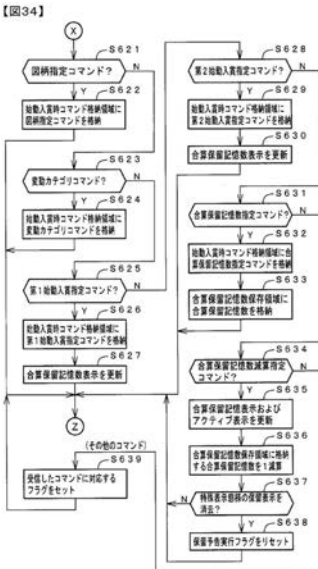 【図34】
X
S621
図柄指定コマンド?
N
Y
S622
始動入賞時コマンド格納領域に
図柄指定コマンドを格納
S623
変動カテゴリコマンド?
N
Y
S624
始動入賞時コマンド格納領域に
変動カテゴリコマンドを格納
S625
第1始動入賞指定コマンド?
N
Y
S626
始動入賞時コマンド格納領域に
第1始動入賞指定コマンドを格納
S627
合算保留記憶数表示を更新
Z
(その他のコマンド)
S639
受信したコマンドに対応する
フラグをセット
S628
第2始動入賞指定コマンド?
N
Y
S629
始動入賞時コマンド格納領域に
第2始動入賞指定コマンドを格納
S630
合算保留記憶数表示を更新
S631
合算保留記憶数指定コマンド?
N
Y
S632
始動入賞時コマンド格納領域に合
算保留記憶数指定コマンドを格納
S633
合算保留記憶数保存領域に
合算保留記憶数を格納
S634
合算保留記憶数減算指定
コマンド?
N
Y
S635
合算保留記憶表示および
アクティブ表示を更新
S636
合算保留記憶数保存領域に格納
する合算保留記憶数を1減算
S637
特殊表示態様の保留表示を
消去?
N
Y
S638
保留予告実行フラグをリセット